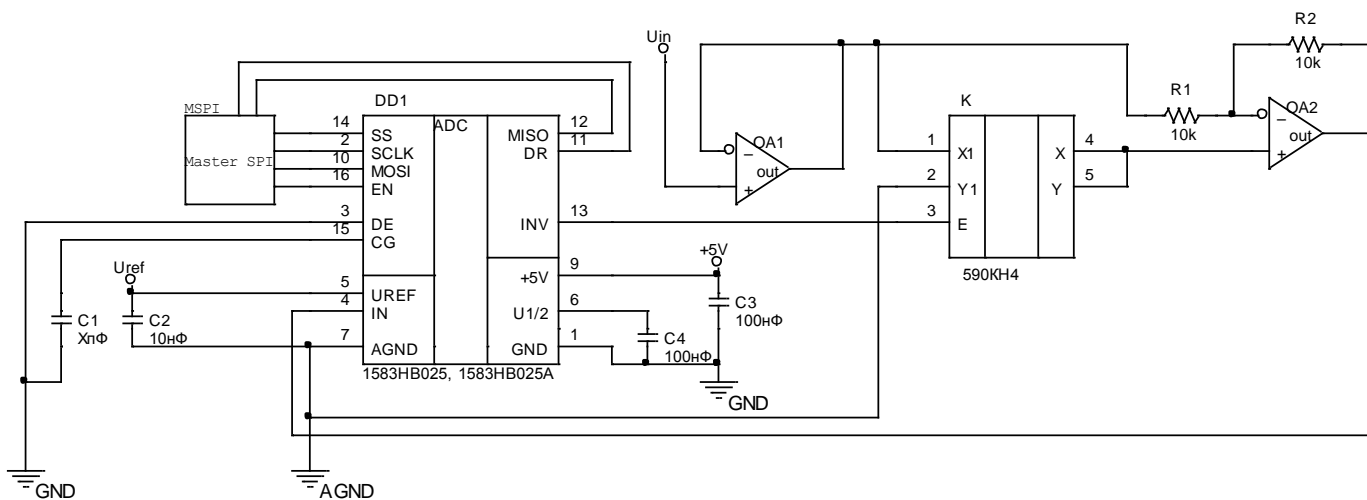 R2
10k
Uin
R1
10k
OA2
out
−
+
MSPI
Master SPI
DD1
ADC
14 SS
2 SCLK
10 MOSI
16 EN
3 DE
15 CG
5 UREF
4 IN
7 AGND
MISO 12
DR 11
INV 13
+5V 9
U1/2 6
GND 1
1583НВ025, 1583НВ025А
OA1
out
−
+
K
1 X1
2 Y1
3 E
X 4
Y 5
590КН4
Uref
+5V
C1
ХпФ
C2
10нФ
C3
100нФ
C4
100нФ
GND
GND
AGND